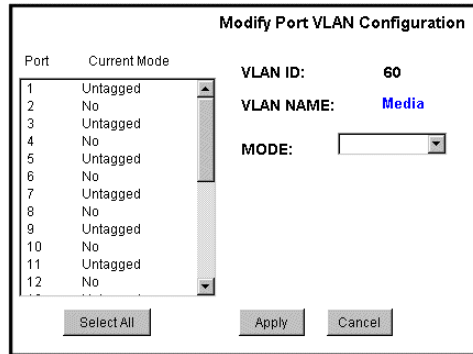 Modify Port VLAN Configuration
Port Current Mode
1 Untagged
2 No
3 Untagged
4 No
5 Untagged
6 No
7 Untagged
8 No
9 Untagged
10 No
11 Untagged
12 No
VLAN ID: 60
VLAN NAME: Media
MODE:
Select All
Apply
Cancel